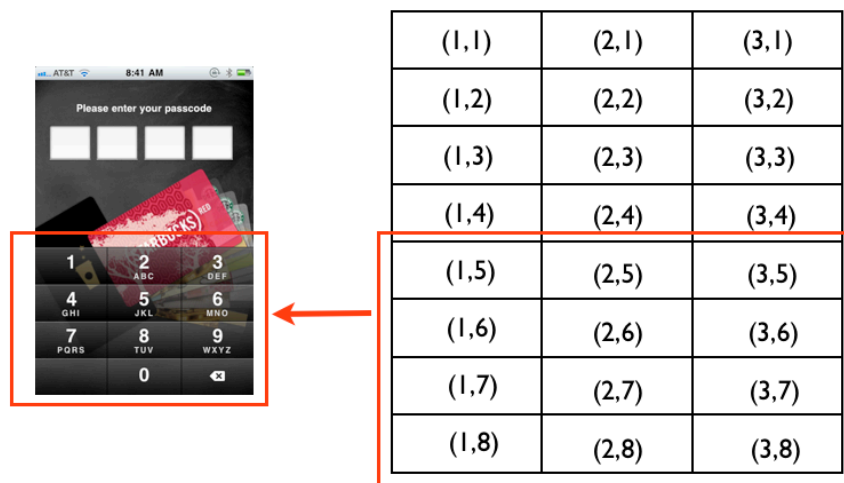 AT&T 8:41 AM
Please enter your passcode
STARBUCKS RED
1 2 3
ABC DEF
4 5 6
GHI JKL MNO
7 8 9
PQRS TUV WXYZ
0
(1,1) (2,1) (3,1)
(1,2) (2,2) (3,2)
(1,3) (2,3) (3,3)
(1,4) (2,4) (3,4)
(1,5) (2,5) (3,5)
(1,6) (2,6) (3,6)
(1,7) (2,7) (3,7)
(1,8) (2,8) (3,8)